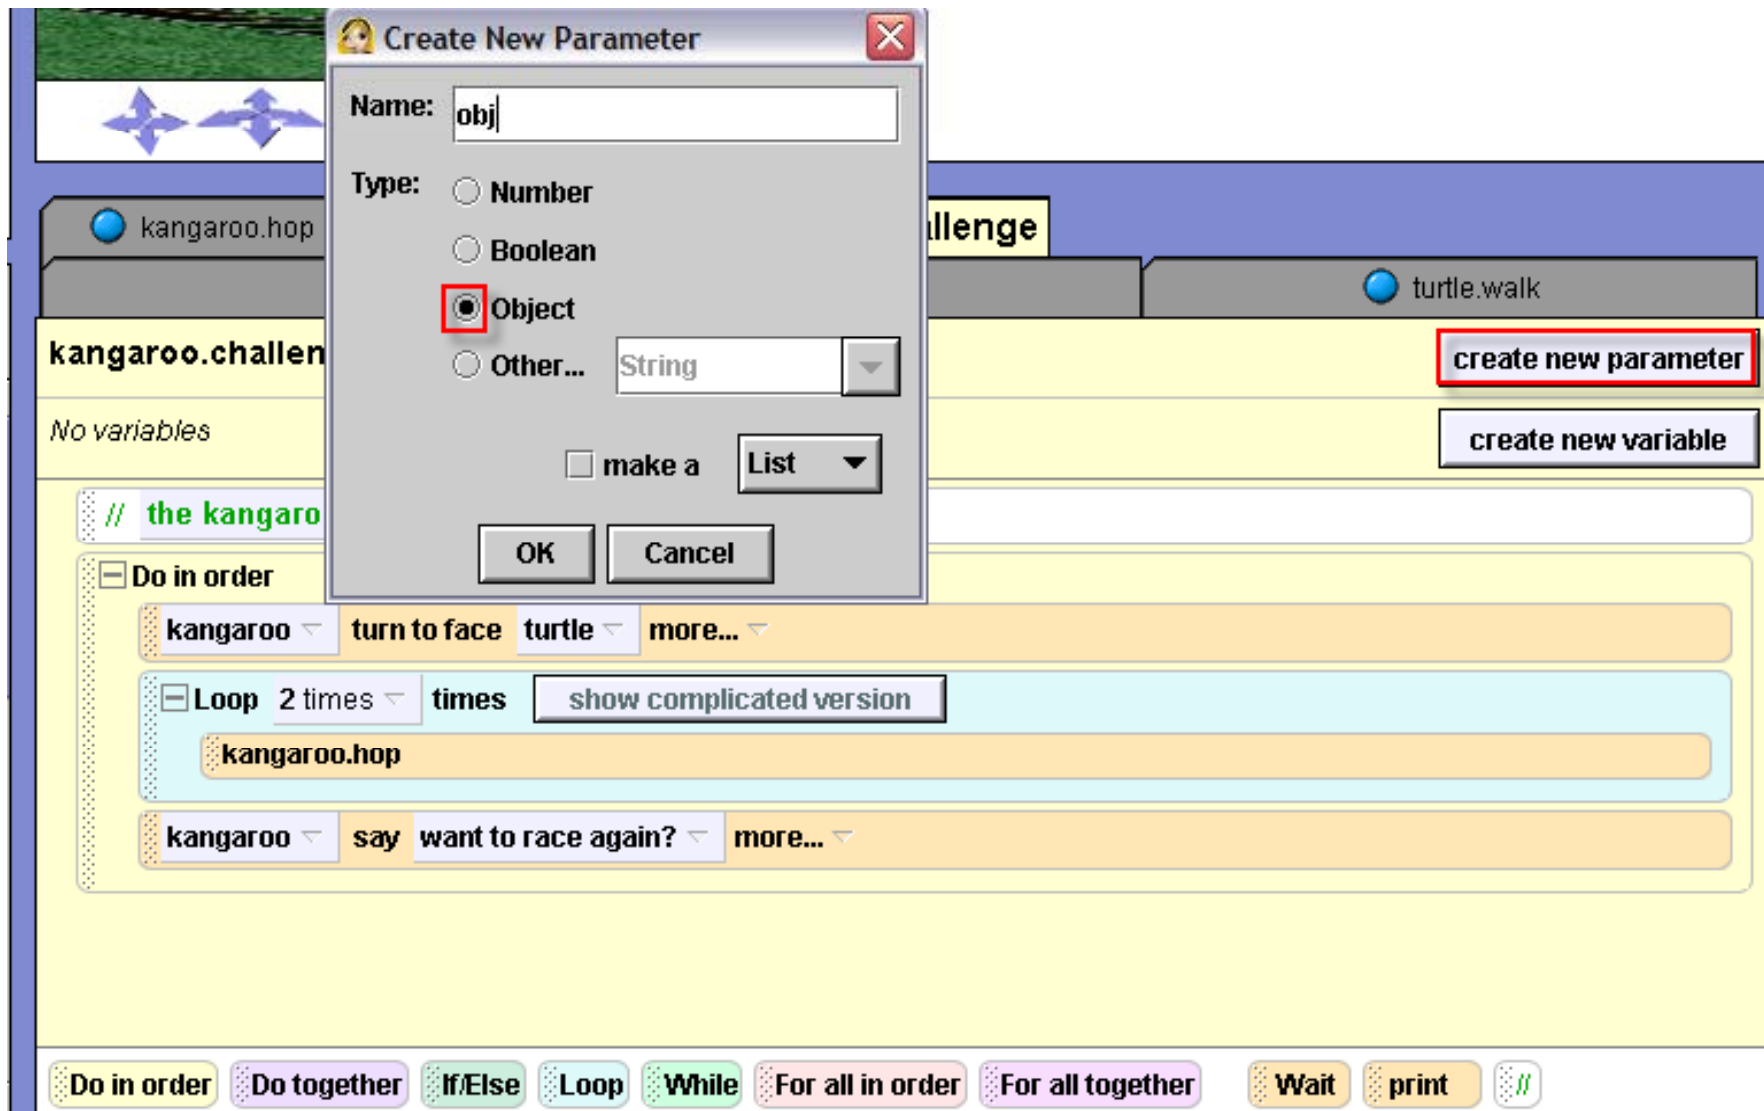 Create New Parameter
Name: obj
Type: Number
Boolean
Object
Other... String
make a List
OK Cancel
kangaroo.hop
llenge
turtle.walk
kangaroo.challen
create new parameter
No variables
create new variable
// the kangaro
Do in order
kangaroo turn to face turtle more...
Loop 2 times times show complicated version
kangaroo.hop
kangaroo say want to race again? more...
Do in order Do together If/Else Loop While For all in order For all together Wait print //